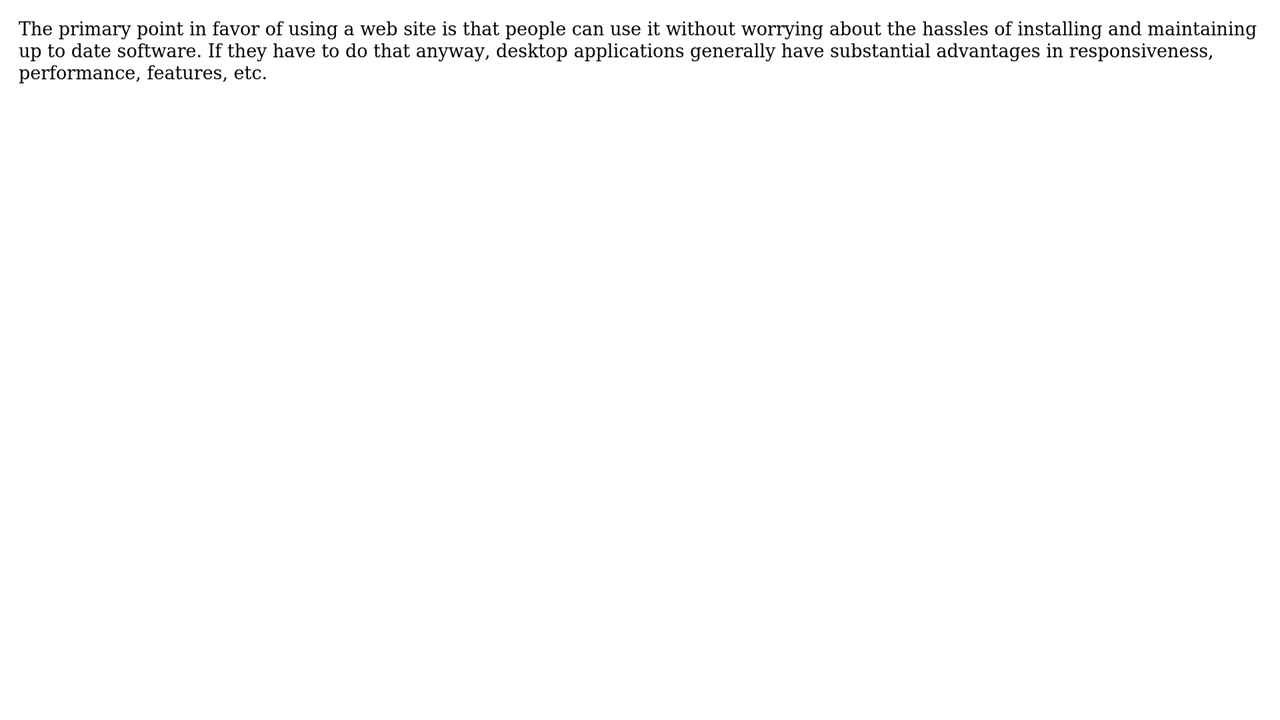 The primary point in favor of using a web site is that people can use it without worrying about the hassles of installing and maintaining
up to date software. If they have to do that anyway, desktop applications generally have substantial advantages in responsiveness,
performance, features, etc.